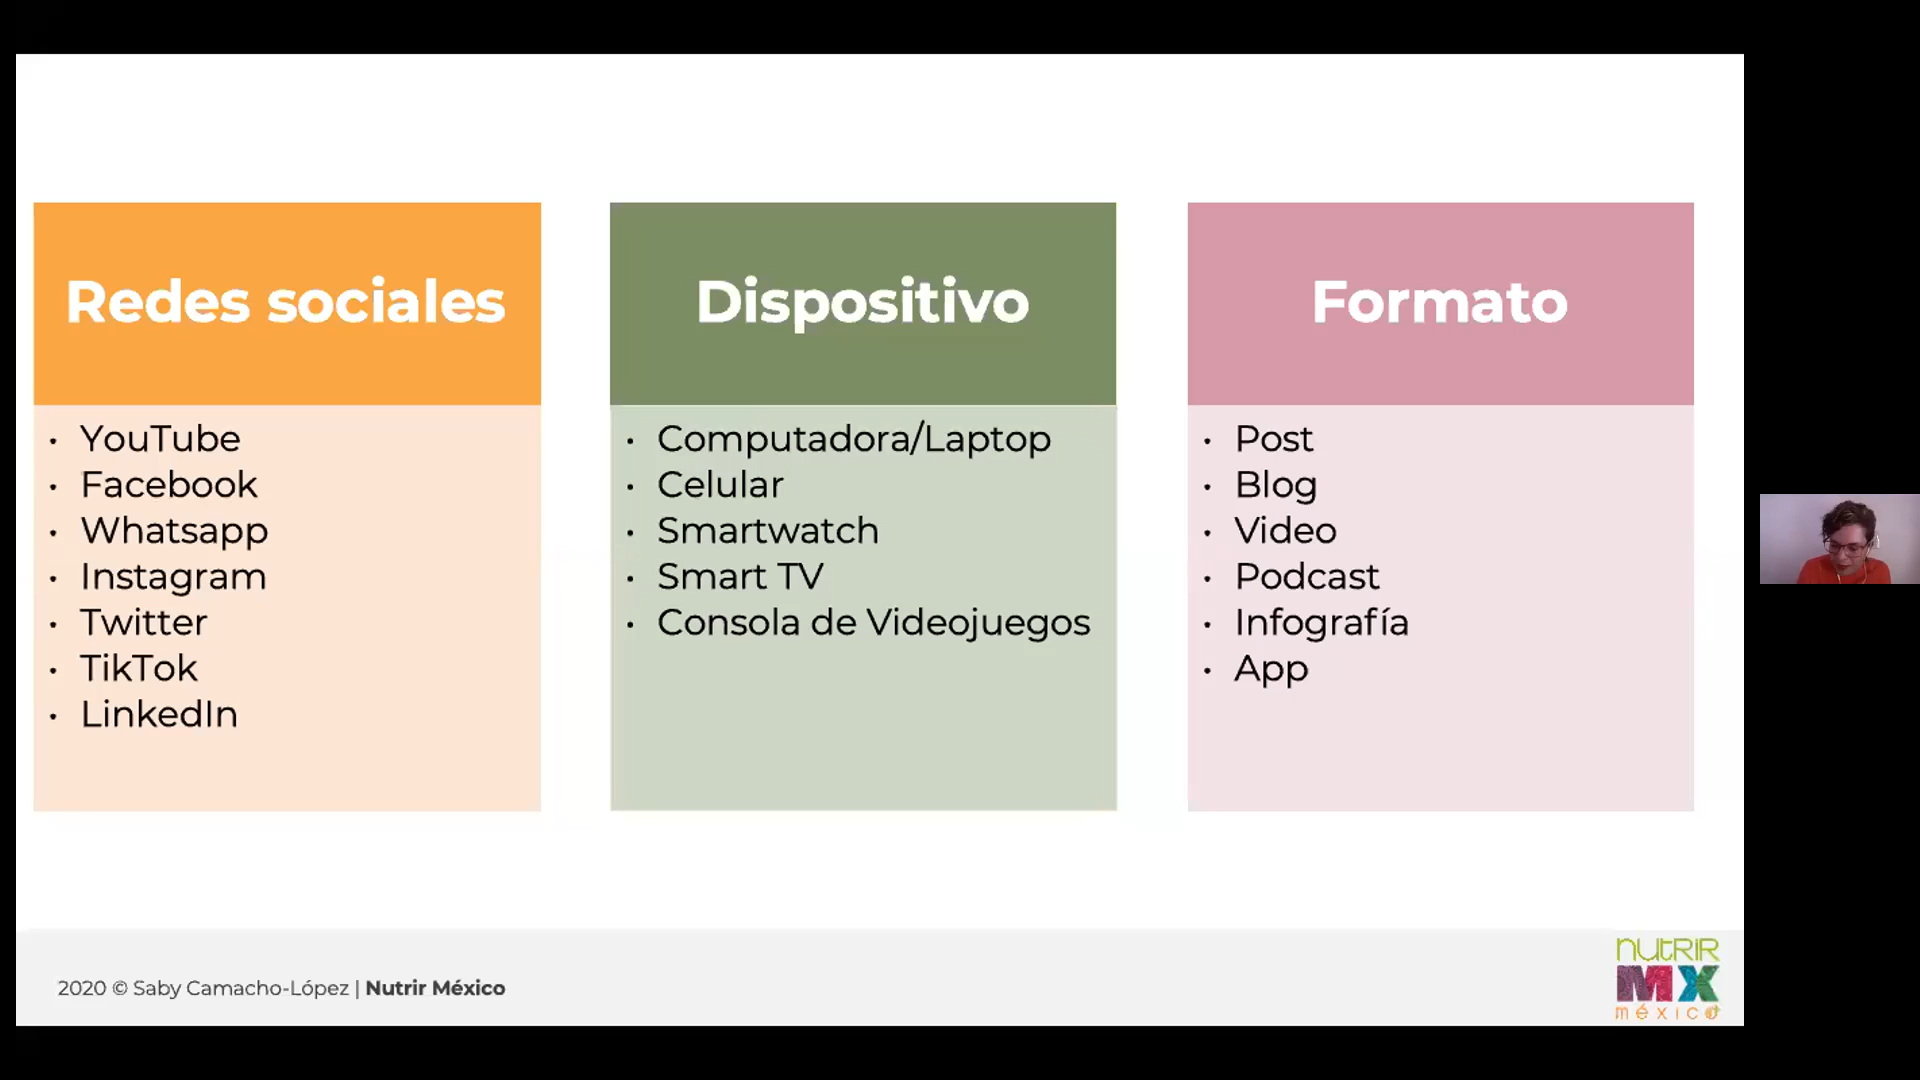 Redes sociales
· YouTube
· Facebook
· Whatsapp
· Instagram
· Twitter
· TikTok
· LinkedIn
Dispositivo
· Computadora/Laptop
· Celular
· Smartwatch
· Smart TV
· Consola de Videojuegos
Formato
· Post
· Blog
· Video
· Podcast
· Infografía
· App
2020 © Saby Camacho-López | Nutrir México
nutrir
MX
méxico